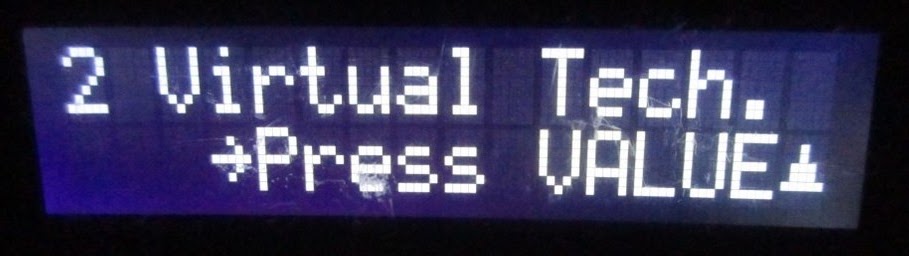 2 Virtual Tech.
→Press VALUE▲